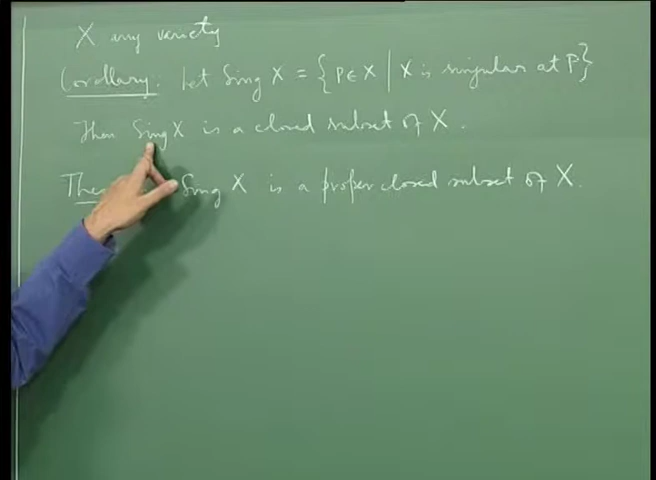 X any variety
Corollary: Let Sing X = {P ∈ X | X is singular at P}
Then Sing X is a closed subset of X.
Sing X is a proper closed subset of X.